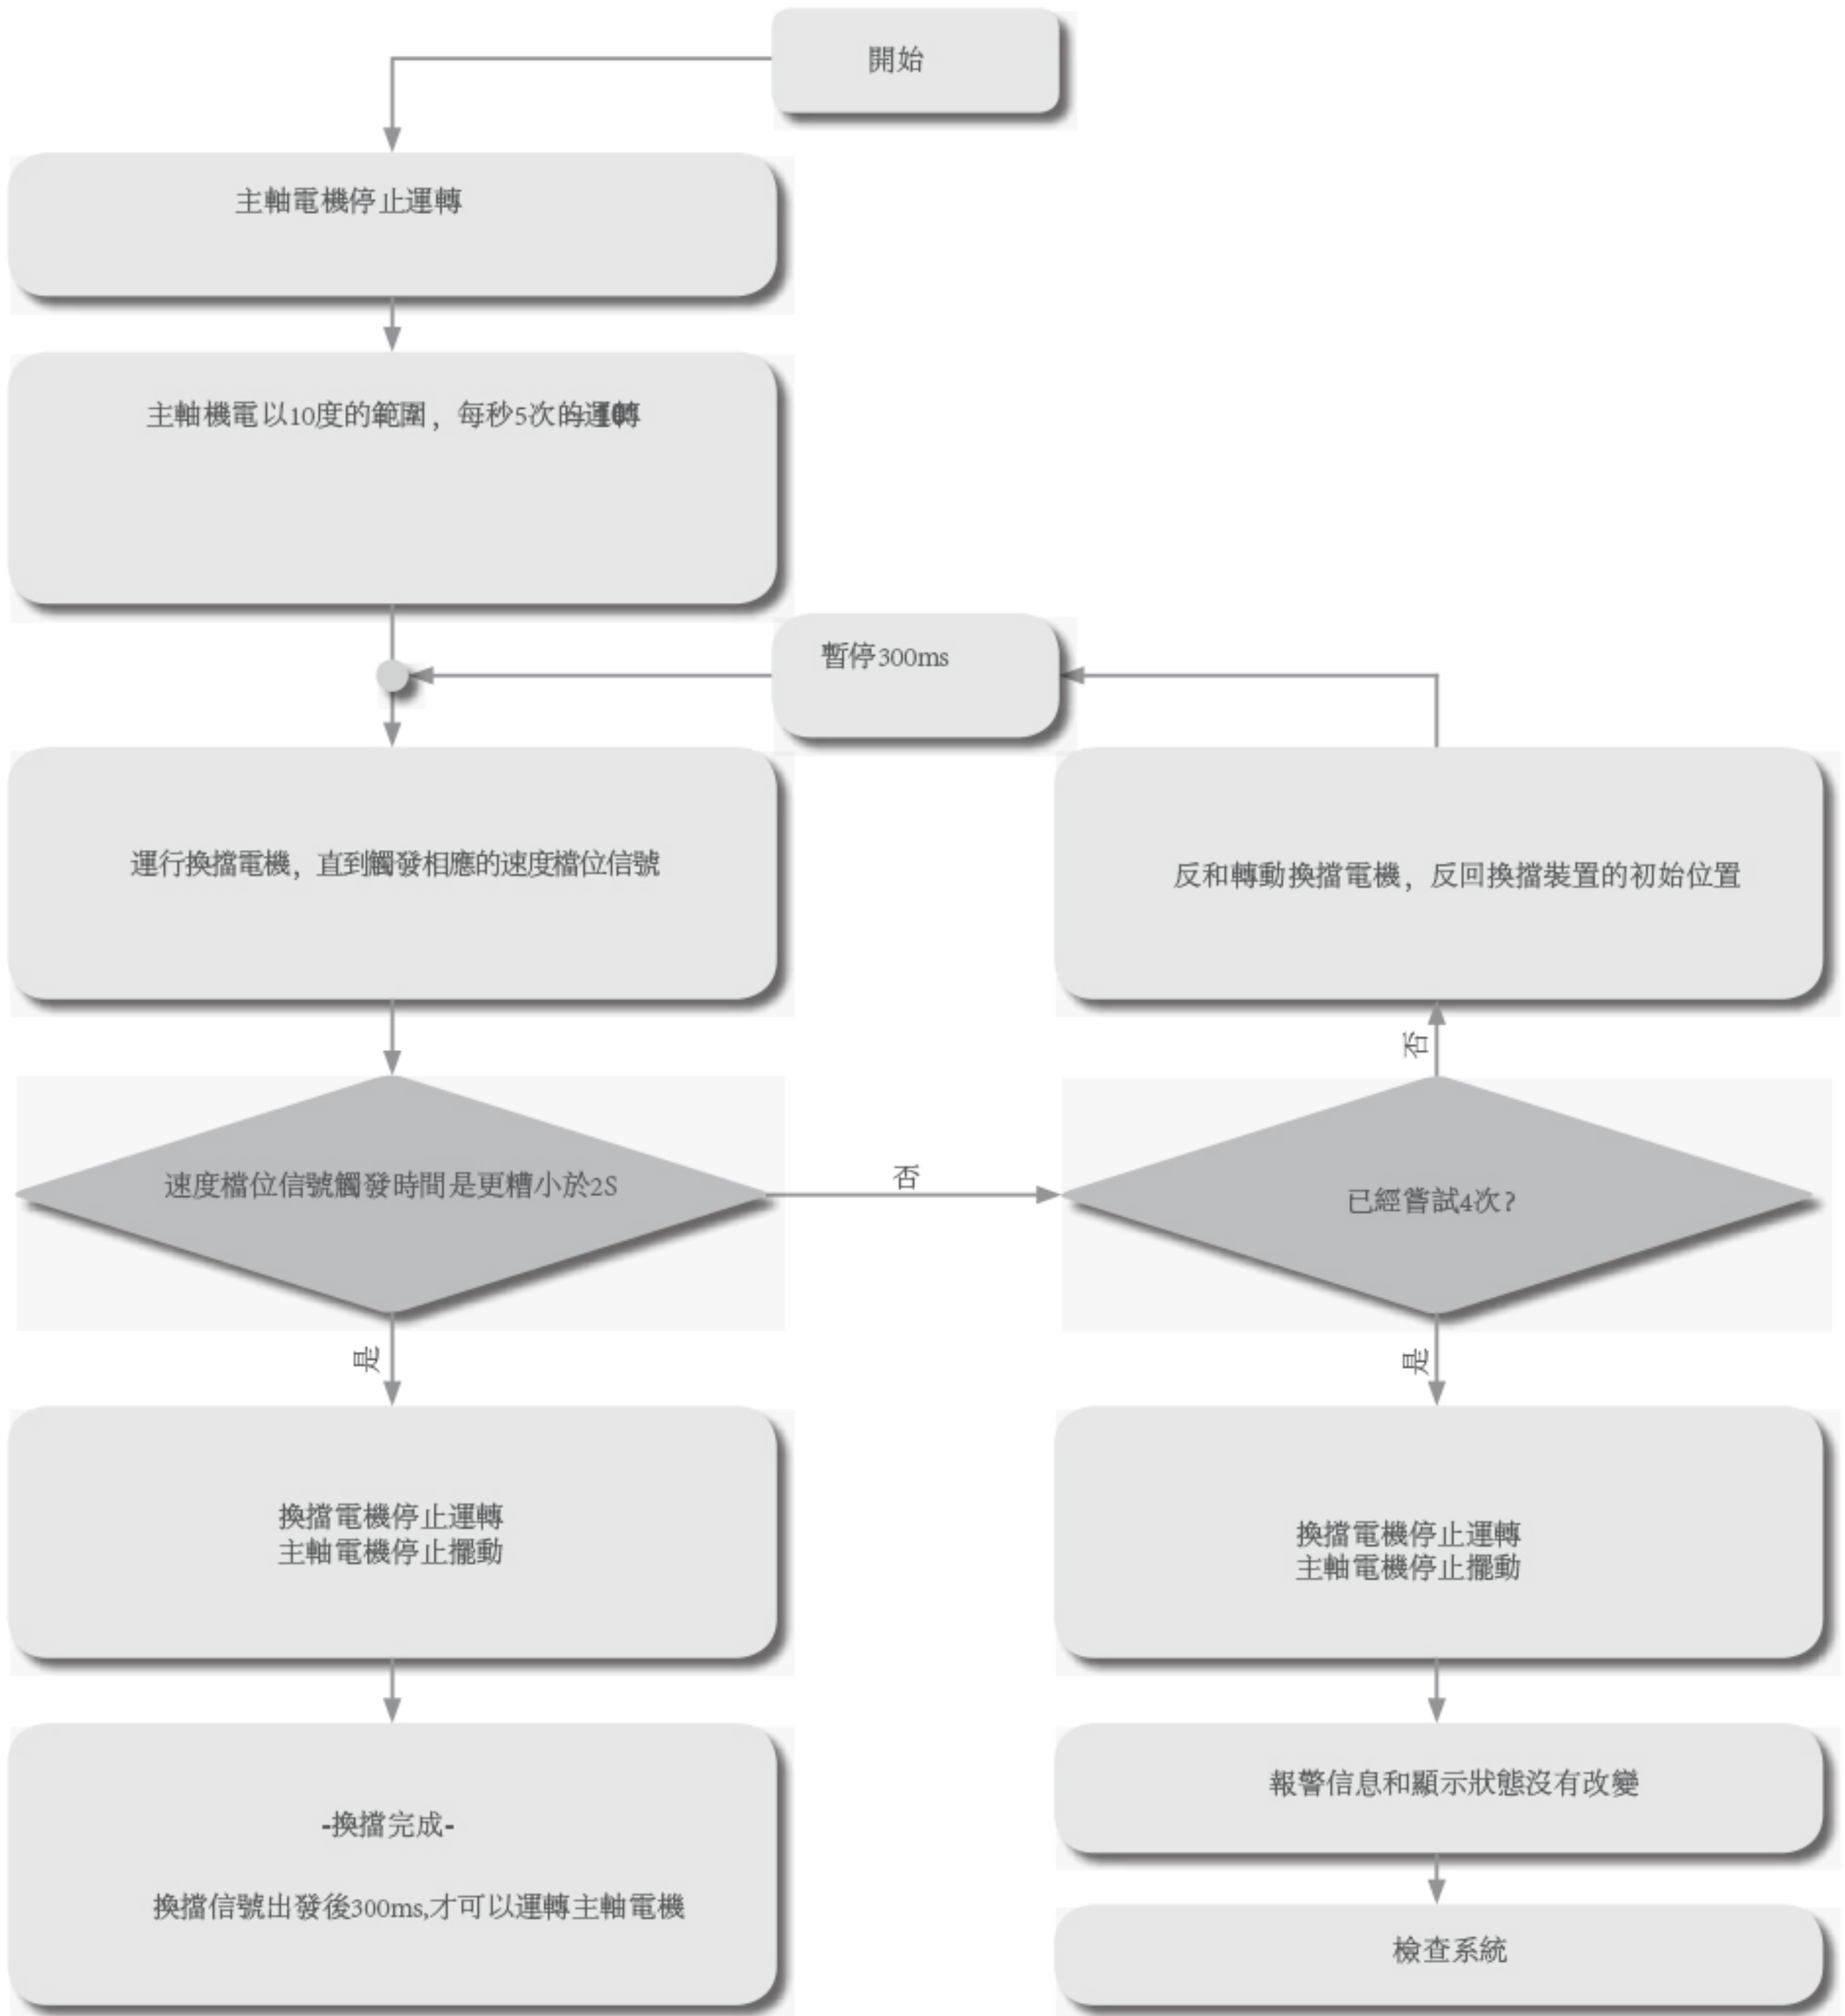 開始
主軸電機停止運轉
主軸機電以10度的範圍，每秒5次的運轉
暫停300ms
運行換擋電機，直到觸發相應的速度檔位信號
反和轉動換擋電機，反回換擋裝置的初始位置
否
速度檔位信號觸發時間是更糟小於2S
否
已經嘗試4次？
是
是
換擋電機停止運轉
主軸電機停止擺動
換擋電機停止運轉
主軸電機停止擺動
報警信息和顯示狀態沒有改變
-換擋完成-
換擋信號出發後300ms,才可以運轉主軸電機
檢查系統